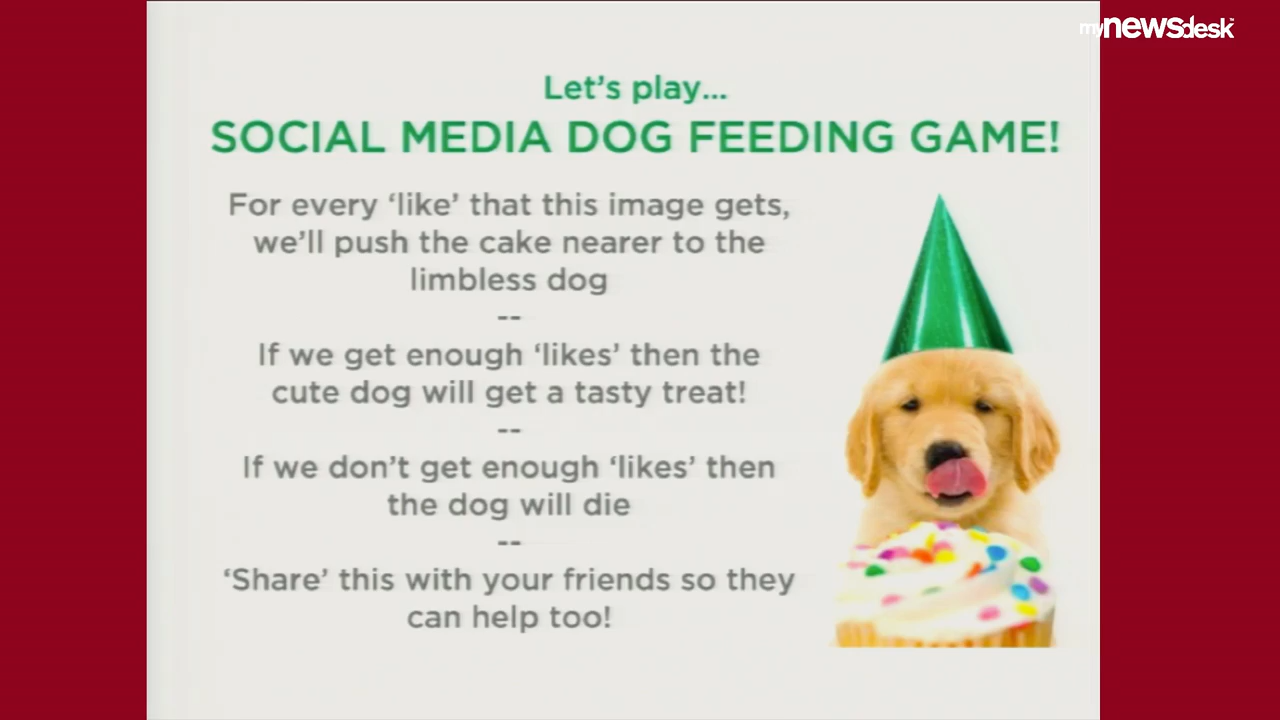 mynewsdesk
Let's play...
SOCIAL MEDIA DOG FEEDING GAME!
For every ‘like’ that this image gets,
we’ll push the cake nearer to the
limbless dog
--
If we get enough ‘likes’ then the
cute dog will get a tasty treat!
--
If we don’t get enough ‘likes’ then
the dog will die
--
‘Share’ this with your friends so they
can help too!